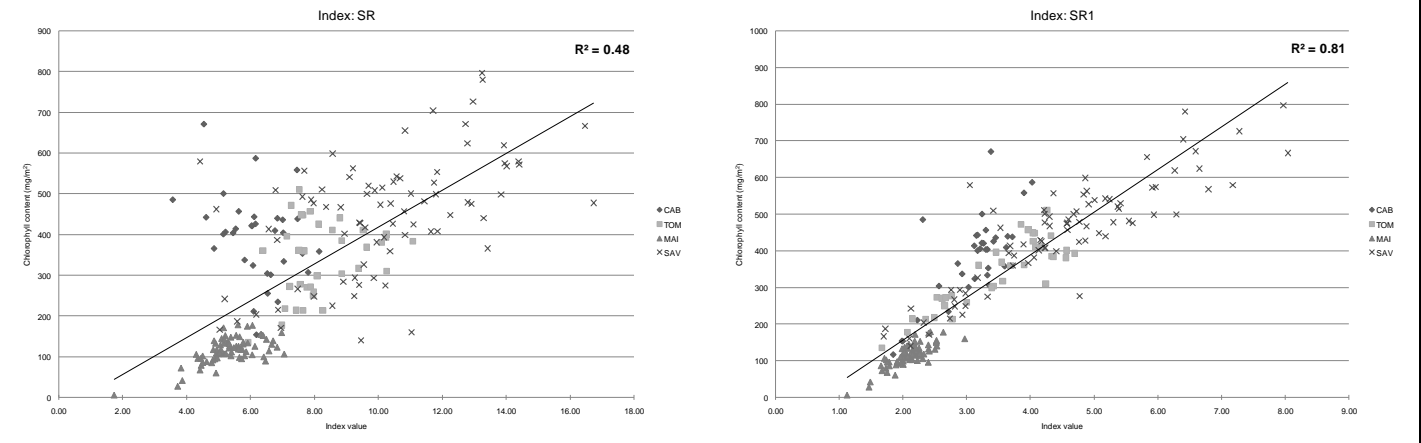 Index: SR
R² = 0.48
Chlorophyll content (mg/m²)
900
800
700
600
500
400
300
200
100
0
0.00 2.00 4.00 6.00 8.00 10.00 12.00 14.00 16.00 18.00
Index value
CAB
TOM
MAI
SAV
Index: SR1
R² = 0.81
Chlorophyll content (mg/m²)
1000
900
800
700
600
500
400
300
200
100
0
0.00 1.00 2.00 3.00 4.00 5.00 6.00 7.00 8.00 9.00
Index value
CAB
TOM
MAI
SAV